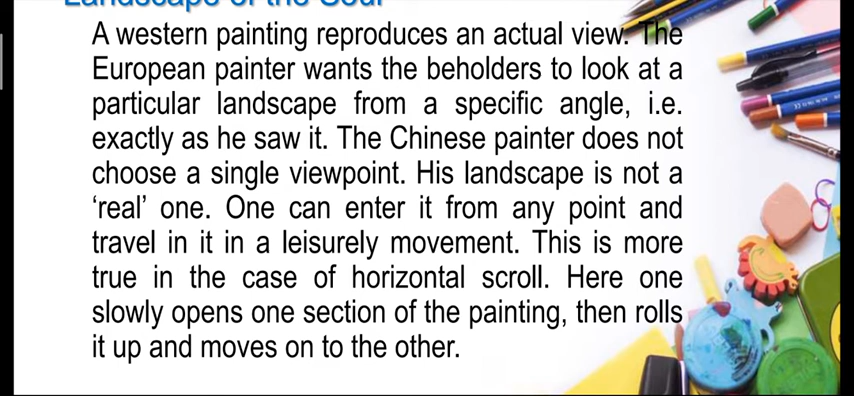 Landscape of the Soul
A western painting reproduces an actual view. The
European painter wants the beholders to look at a
particular landscape from a specific angle, i.e.
exactly as he saw it. The Chinese painter does not
choose a single viewpoint. His landscape is not a
‘real’ one. One can enter it from any point and
travel in it in a leisurely movement. This is more
true in the case of horizontal scroll. Here one
slowly opens one section of the painting, then rolls
it up and moves on to the other.